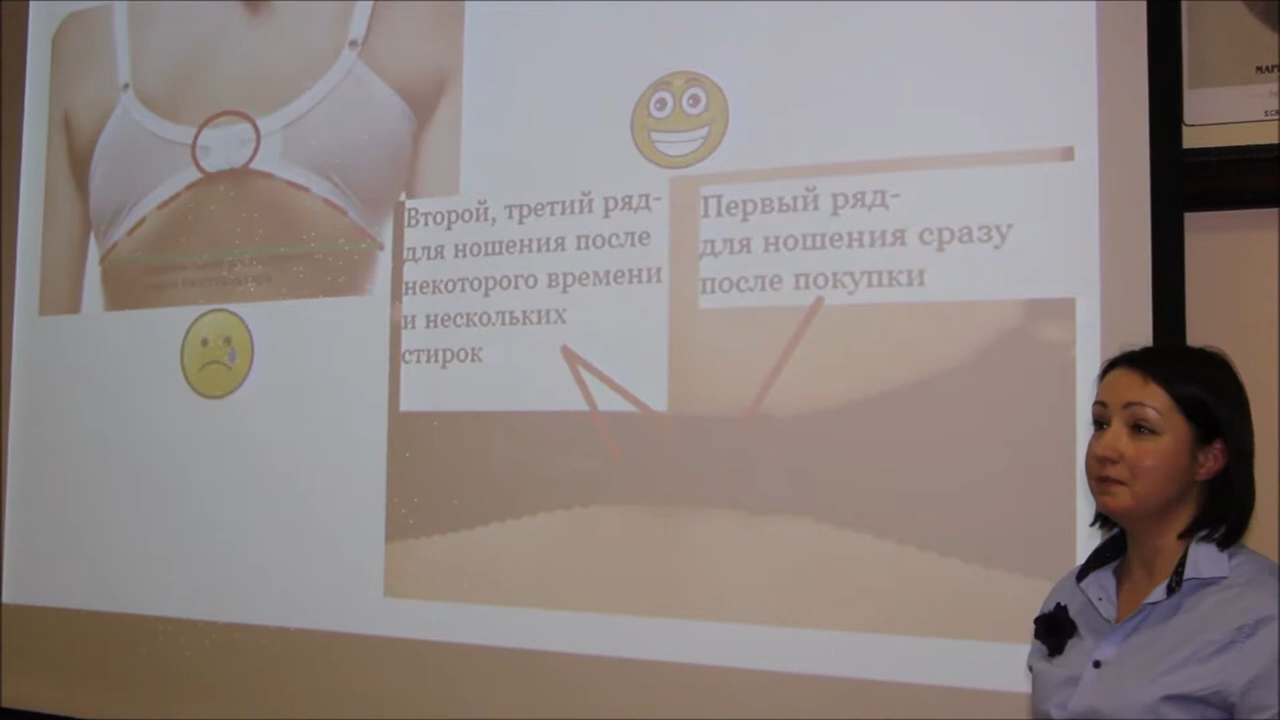 Второй, третий ряд-
для ношения после
некоторого времени
и нескольких
стирок
Первый ряд-
для ношения сразу
после покупки